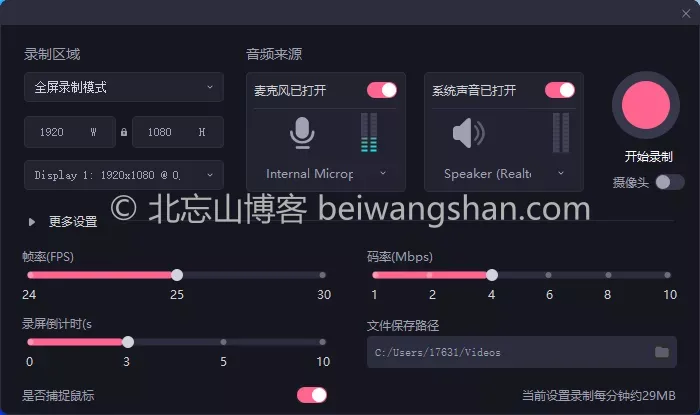 录制区域
音频来源
全屏录制模式
麦克风已打开
系统声音已打开
1920 W
1080 H
开始录制
Display 1: 1920x1080 @ 0,
Internal Microp
Speaker (Realte
摄像头
© 北忘山博客 beiwangshan.com
更多设置
帧率(FPS)
码率(Mbps)
24 25 30
1 2 4 6 8 10
录屏倒计时(s
文件保存路径
0 3 5 10
C:/Users/17631/Videos
是否捕捉鼠标
当前设置录制每分钟约29MB